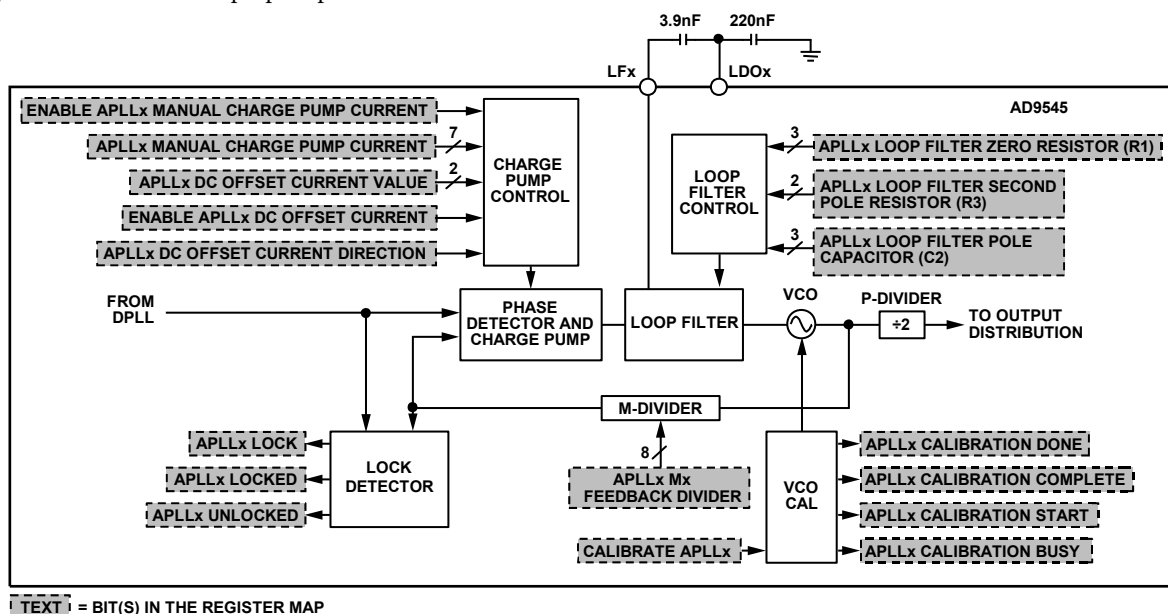 3.9nF
220nF
LFx
LDOx
AD9545
ENABLE APLLx MANUAL CHARGE PUMP CURRENT
APLLx MANUAL CHARGE PUMP CURRENT
7
APLLx DC OFFSET CURRENT VALUE
2
ENABLE APLLx DC OFFSET CURRENT
APLLx DC OFFSET CURRENT DIRECTION
CHARGE
PUMP
CONTROL
LOOP
FILTER
CONTROL
3
APLLx LOOP FILTER ZERO RESISTOR (R1)
2
APLLx LOOP FILTER SECOND
POLE RESISTOR (R3)
3
APLLx LOOP FILTER POLE
CAPACITOR (C2)
FROM
DPLL
PHASE
DETECTOR AND
CHARGE PUMP
LOOP FILTER
VCO
P-DIVIDER
÷2
TO OUTPUT
DISTRIBUTION
M-DIVIDER
8
APLLx Mx
FEEDBACK DIVIDER
APLLx LOCK
APLLx LOCKED
APLLx UNLOCKED
LOCK
DETECTOR
CALIBRATE APLLx
VCO
CAL
APLLx CALIBRATION DONE
APLLx CALIBRATION COMPLETE
APLLx CALIBRATION START
APLLx CALIBRATION BUSY
TEXT = BIT(S) IN THE REGISTER MAP